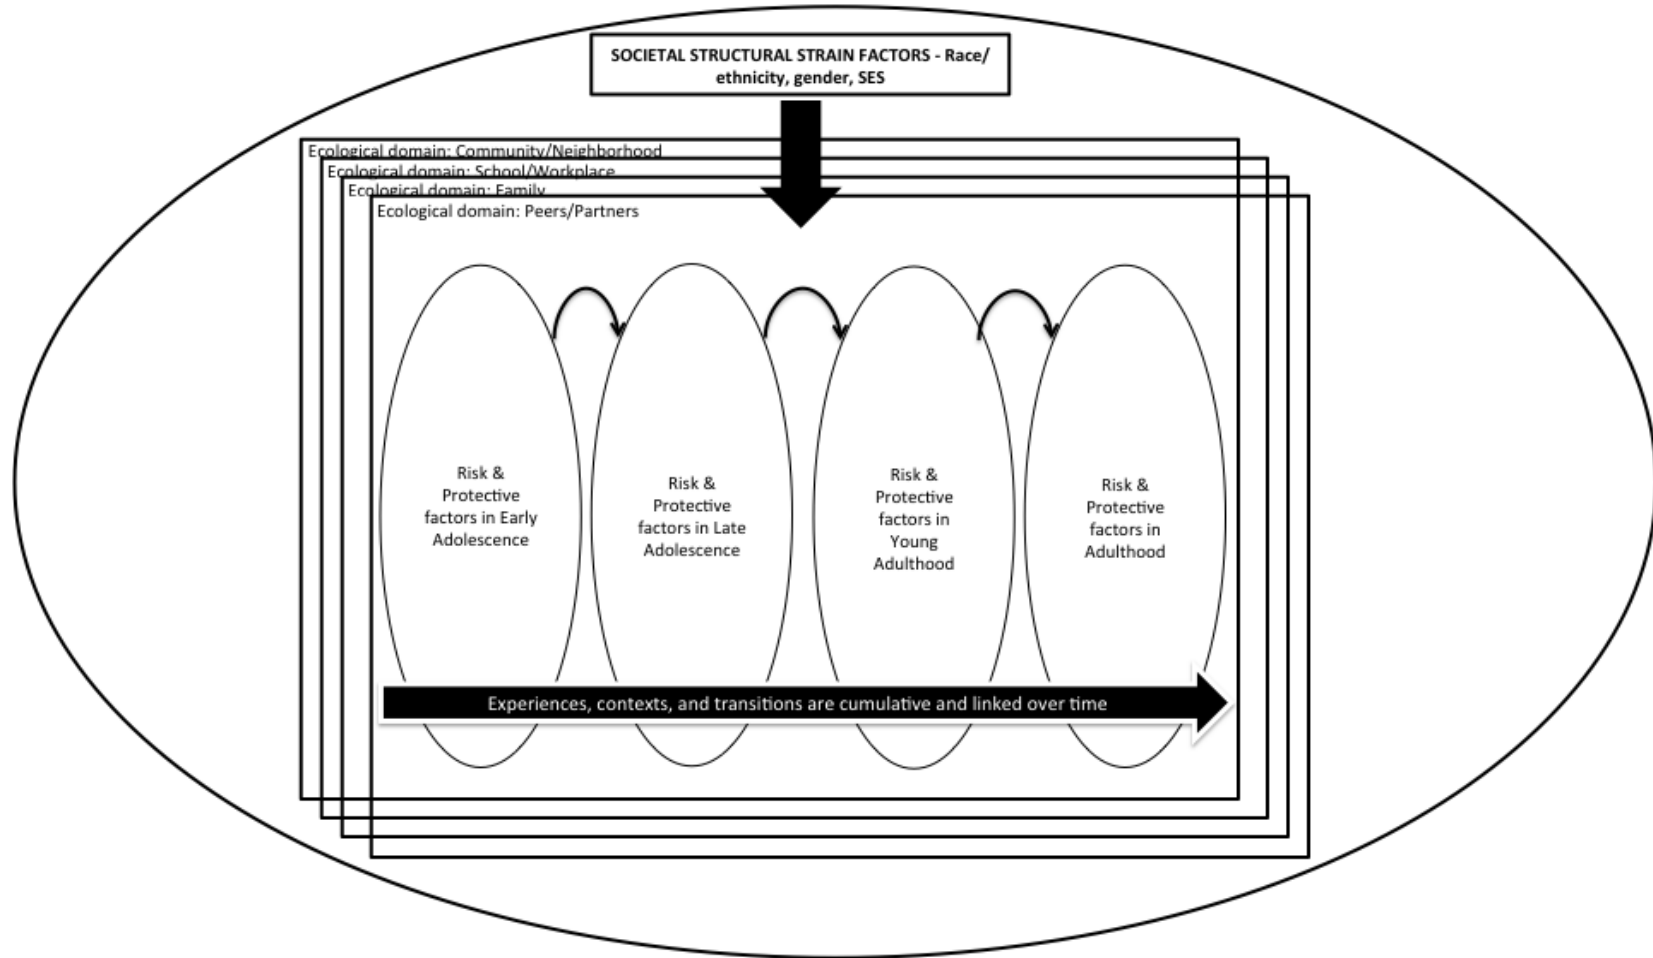 SOCIETAL STRUCTURAL STRAIN FACTORS - Race/
ethnicity, gender, SES
Ecological domain: Community/Neighborhood
Ecological domain: School/Workplace
Ecological domain: Family
Ecological domain: Peers/Partners
Risk &
Protective
factors in Early
Adolescence
Risk &
Protective
factors in Late
Adolescence
Risk &
Protective
factors in
Young
Adulthood
Risk &
Protective
factors in
Adulthood
Experiences, contexts, and transitions are cumulative and linked over time